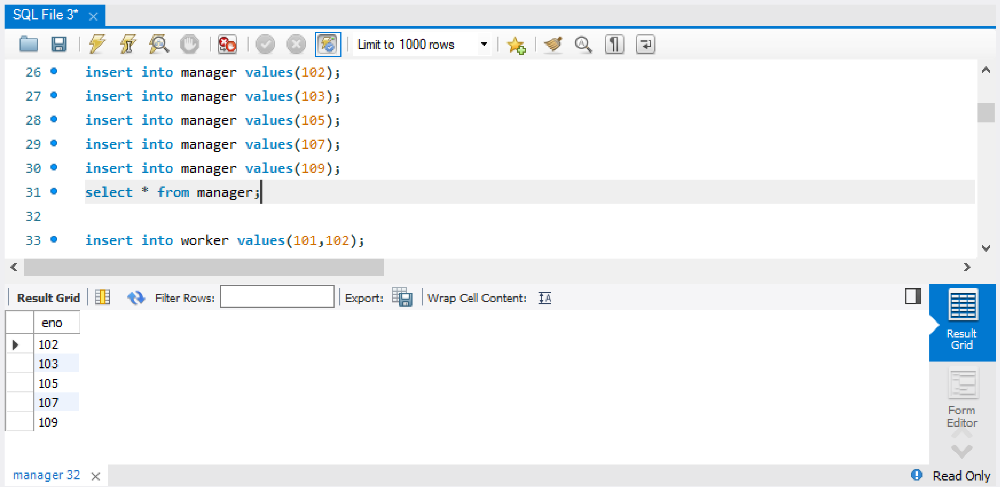 SQL File 3*
Limit to 1000 rows
26 insert into manager values(102);
27 insert into manager values(103);
28 insert into manager values(105);
29 insert into manager values(107);
30 insert into manager values(109);
31 select * from manager;
32
33 insert into worker values(101,102);
Result Grid Filter Rows: Export: Wrap Cell Content:
eno
102
103
105
107
109
Result
Grid
Form
Editor
manager 32
Read Only